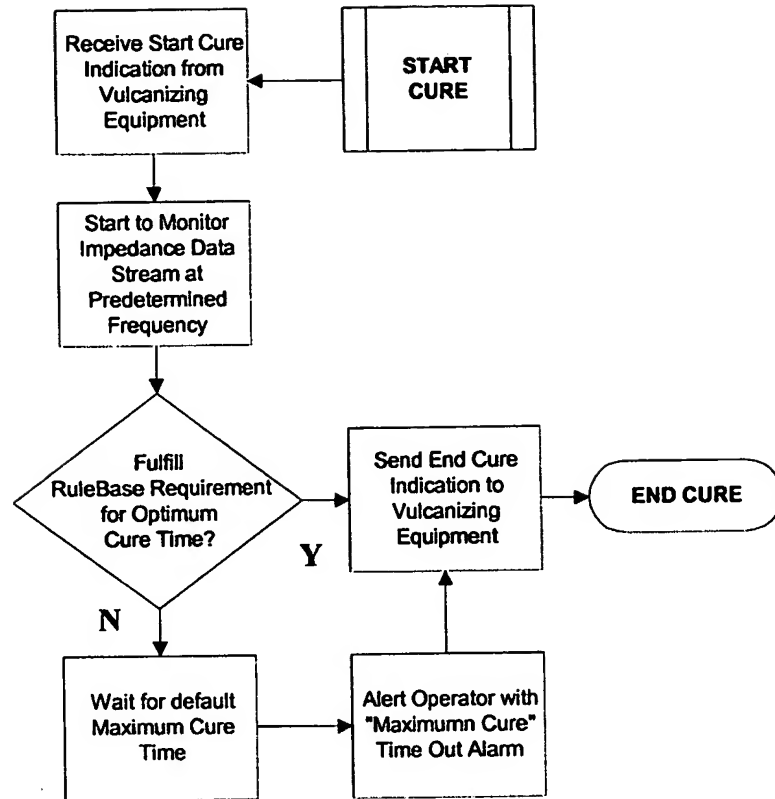 START
CURE
Receive Start Cure
Indication from
Vulcanizing
Equipment
Start to Monitor
Impedance Data
Stream at
Predetermined
Frequency
Fulfill
RuleBase Requirement
for Optimum
Cure Time?
Y
N
Send End Cure
Indication to
Vulcanizing
Equipment
END CURE
Wait for default
Maximum Cure
Time
Alert Operator with
"Maximumn Cure"
Time Out Alarm